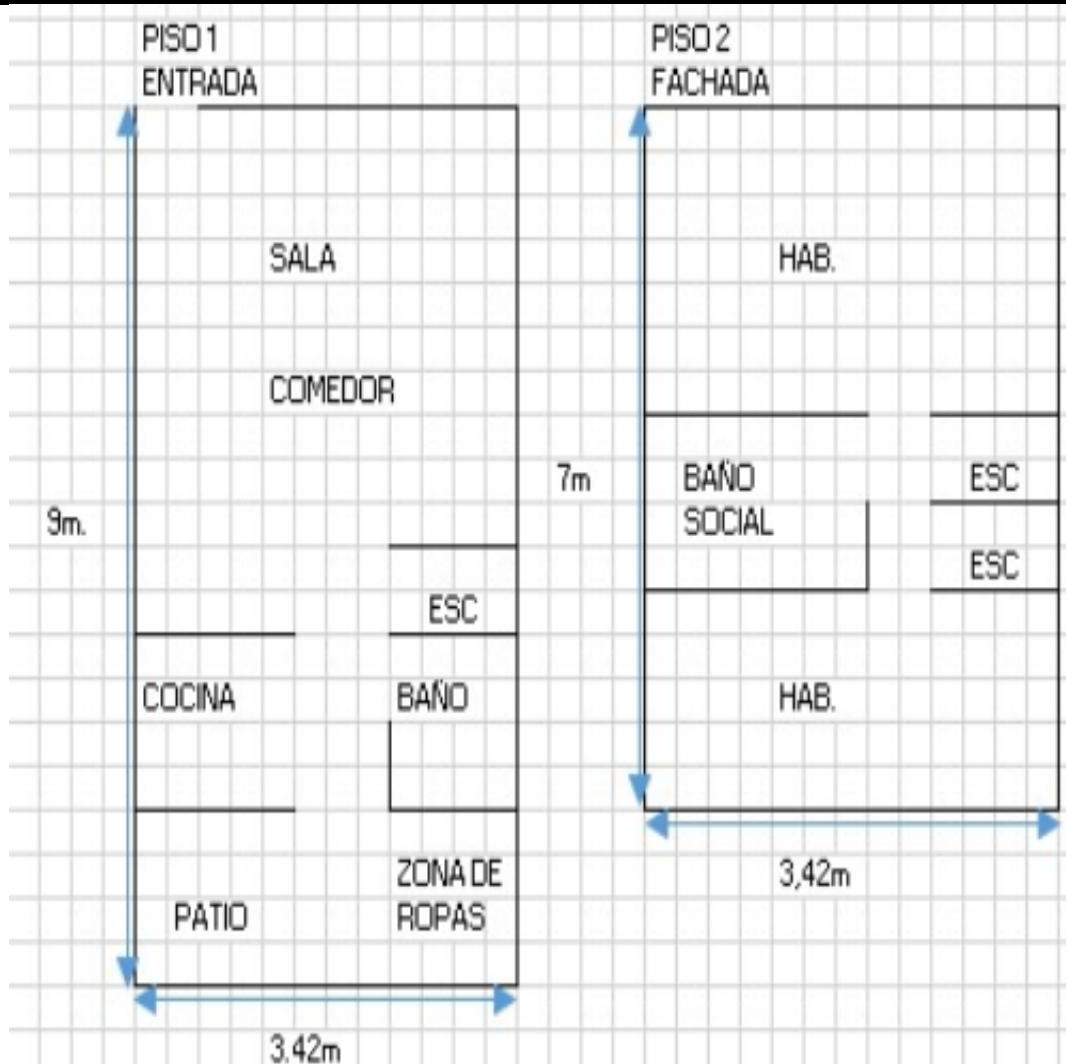 PISO 1
ENTRADA
SALA
COMEDOR
9m.
ESC
COCINA
BAÑO
ZONA DE
ROPAS
PATIO
3.42m
PISO 2
FACHADA
HAB.
7m
BAÑO
SOCIAL
ESC
ESC
HAB.
3,42m